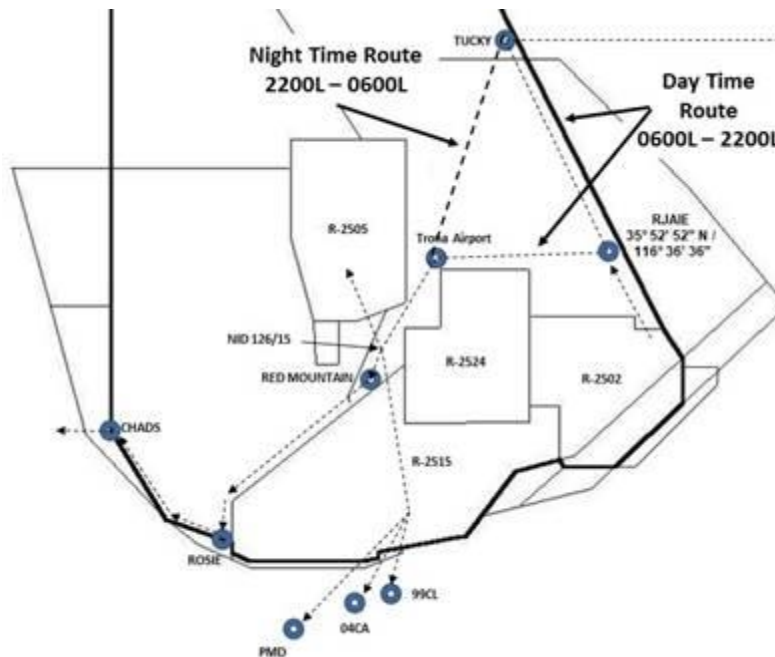 TUCKY
Night Time Route
2200L – 0600L
Day Time
Route
0600L – 2200L
R-2505
Trona Airport
RJAIE
35° 52' 52" N /
116° 36' 36"
NID 126/15
R-2524
RED MOUNTAIN
R-2502
CHADS
R-2515
ROSIE
99CL
04CA
PMD